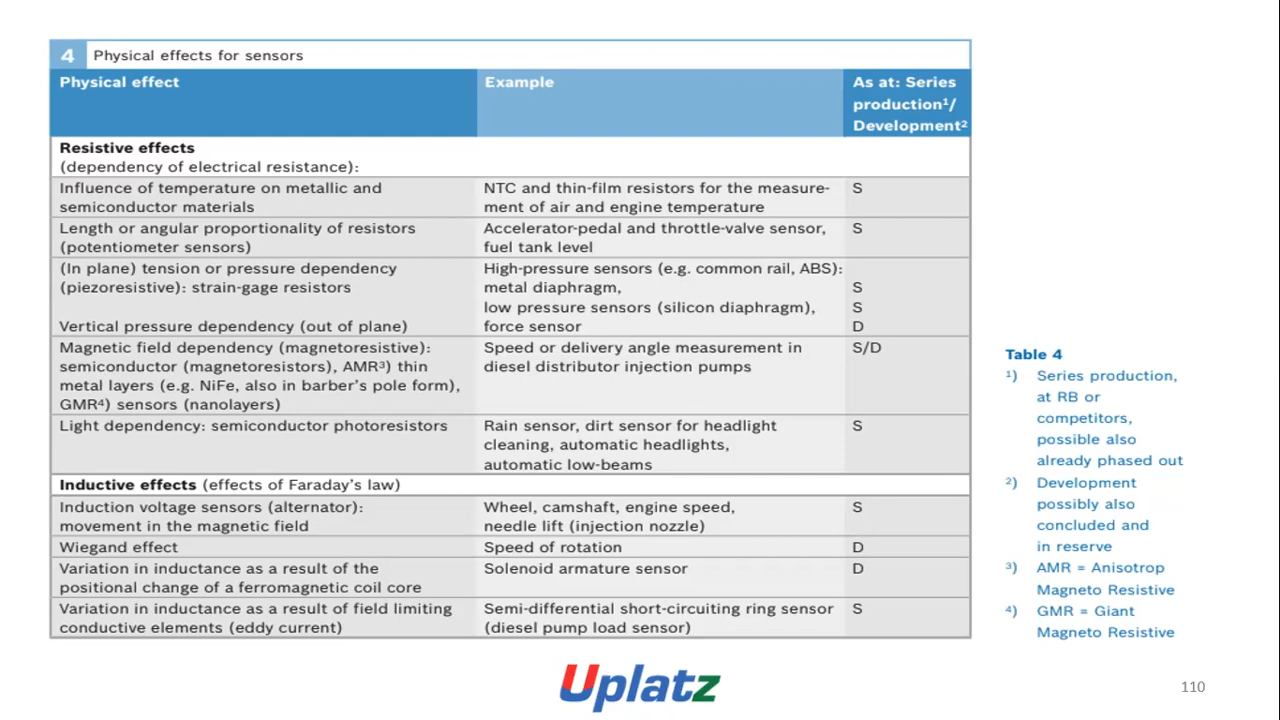 4 Physical effects for sensors
Physical effect Example As at: Series
production¹/
Development²
Resistive effects
(dependency of electrical resistance):
Influence of temperature on metallic and NTC and thin-film resistors for the measure- S
semiconductor materials ment of air and engine temperature
Length or angular proportionality of resistors Accelerator-pedal and throttle-valve sensor, S
(potentiometer sensors) fuel tank level
(In plane) tension or pressure dependency High-pressure sensors (e.g. common rail, ABS):
(piezoresistive): strain-gage resistors metal diaphragm, S
low pressure sensors (silicon diaphragm), S
Vertical pressure dependency (out of plane) force sensor D
Magnetic field dependency (magnetoresistive): Speed or delivery angle measurement in S/D
semiconductor (magnetoresistors), AMR³) thin diesel distributor injection pumps
metal layers (e.g. NiFe, also in barber's pole form),
GMR⁴) sensors (nanolayers)
Light dependency: semiconductor photoresistors Rain sensor, dirt sensor for headlight S
cleaning, automatic headlights,
automatic low-beams
Inductive effects (effects of Faraday's law)
Induction voltage sensors (alternator): Wheel, camshaft, engine speed, S
movement in the magnetic field needle lift (injection nozzle)
Wiegand effect Speed of rotation D
Variation in inductance as a result of the Solenoid armature sensor D
positional change of a ferromagnetic coil core
Variation in inductance as a result of field limiting Semi-differential short-circuiting ring sensor S
conductive elements (eddy current) (diesel pump load sensor)
Table 4
¹) Series production,
at RB or
competitors,
possible also
already phased out
²) Development
possibly also
concluded and
in reserve
³) AMR = Anisotrop
Magneto Resistive
⁴) GMR = Giant
Magneto Resistive
Uplatz
110